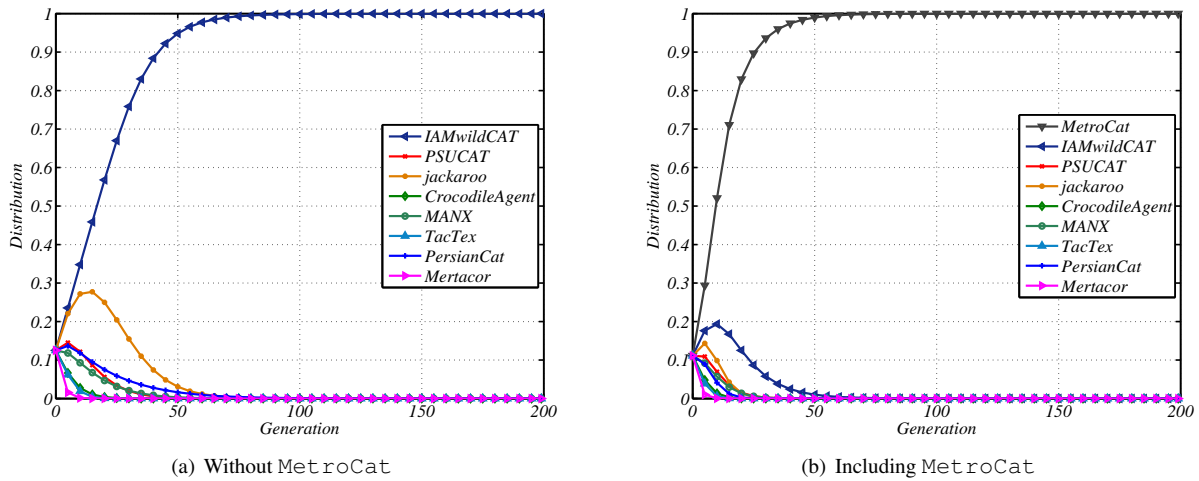 1
0.9
0.8
0.7
0.6
0.5
0.4
0.3
0.2
0.1
0
0 50 100 150 200
Distribution
Generation
IAMwildCAT
PSUCAT
jackaroo
CrocodileAgent
MANX
TacTex
PersianCat
Mertacor
(a) Without MetroCat
1
0.9
0.8
0.7
0.6
0.5
0.4
0.3
0.2
0.1
0
0 50 100 150 200
Distribution
Generation
MetroCat
IAMwildCAT
PSUCAT
jackaroo
CrocodileAgent
MANX
TacTex
PersianCat
Mertacor
(b) Including MetroCat